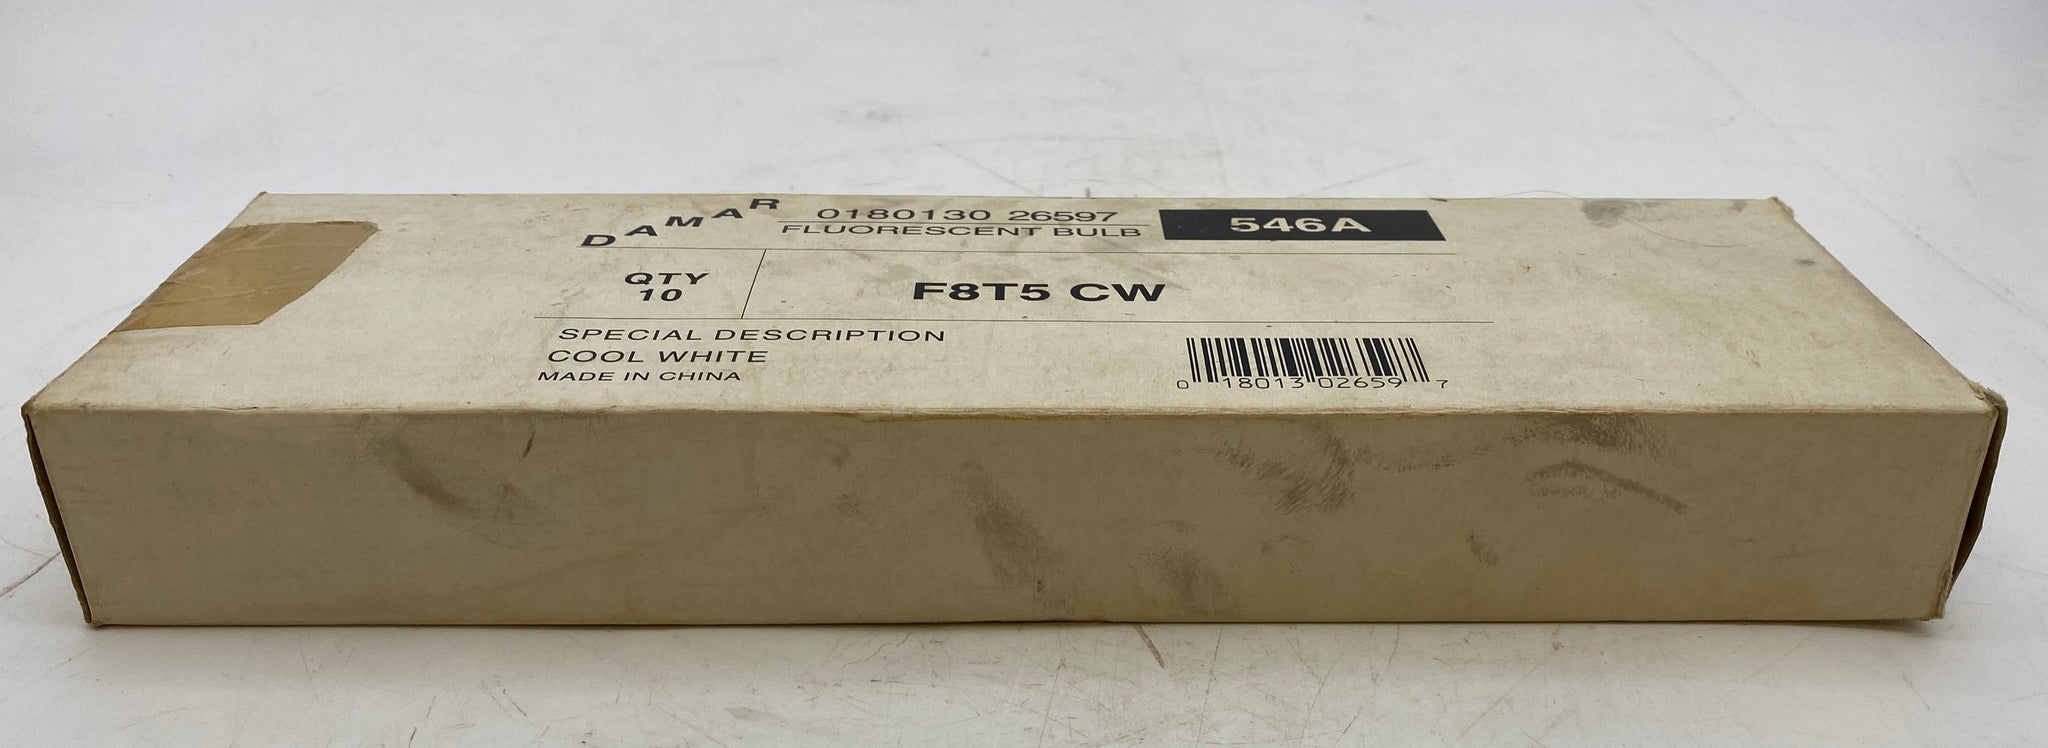 DAMAR
0180130 26597
FLUORESCENT BULB
546A
QTY
10
F8T5 CW
SPECIAL DESCRIPTION
COOL WHITE
MADE IN CHINA
0 18013 02659 7